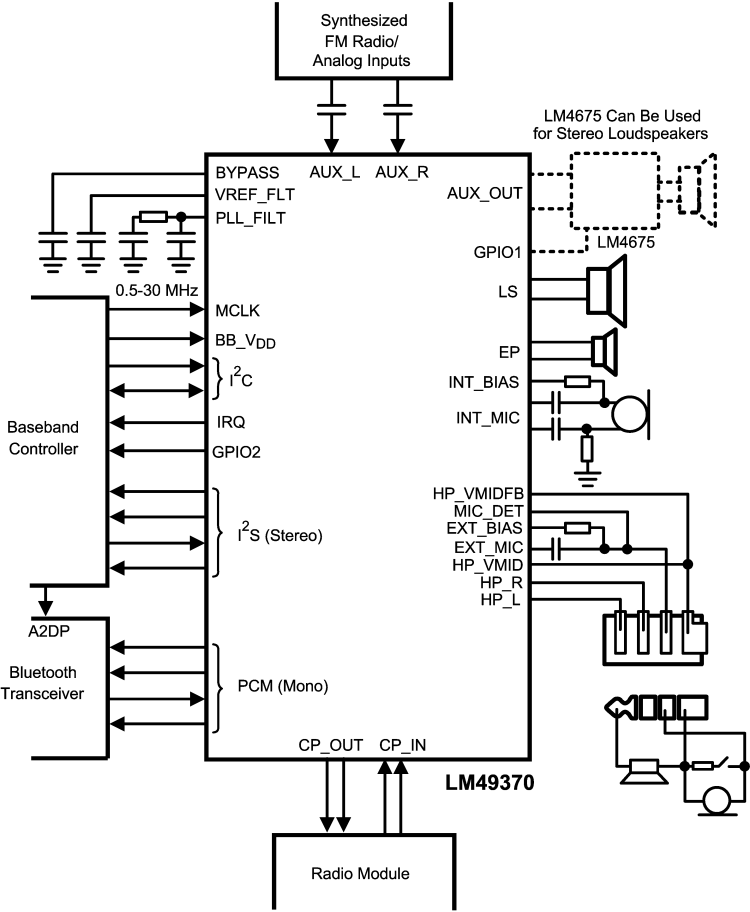 Synthesized
FM Radio/
Analog Inputs
LM4675 Can Be Used
for Stereo Loudspeakers
BYPASS
AUX_L
AUX_R
VREF_FLT
AUX_OUT
PLL_FILT
LM4675
GPIO1
0.5-30 MHz
LS
MCLK
BB_VDD
EP
I2C
INT_BIAS
IRQ
INT_MIC
Baseband
Controller
GPIO2
HP_VMIDFB
MIC_DET
I2S (Stereo)
EXT_BIAS
EXT_MIC
HP_VMID
HP_R
HP_L
A2DP
Bluetooth
Transceiver
PCM (Mono)
CP_OUT
CP_IN
LM49370
Radio Module